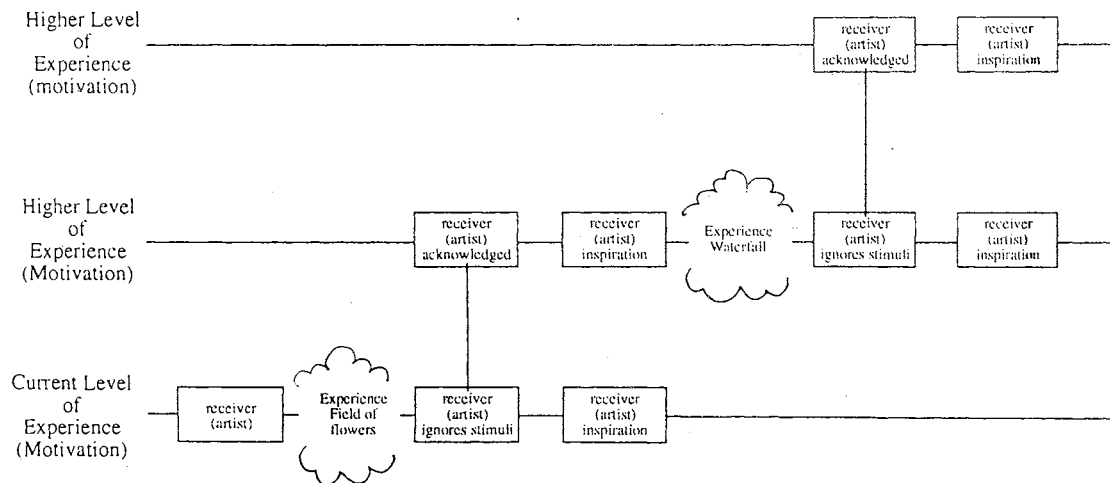 Higher Level
of
Experience
(motivation)
receiver
(artist)
acknowledged
receiver
(artist)
inspiration
Higher Level
of
Experience
(Motivation)
receiver
(artist)
acknowledged
receiver
(artist)
inspiration
Experience
Waterfall
receiver
(artist)
ignores stimuli
receiver
(artist)
inspiration
Current Level
of
Experience
(Motivation)
receiver
(artist)
Experience
Field of
flowers
receiver
(artist)
ignores stimuli
receiver
(artist)
inspiration